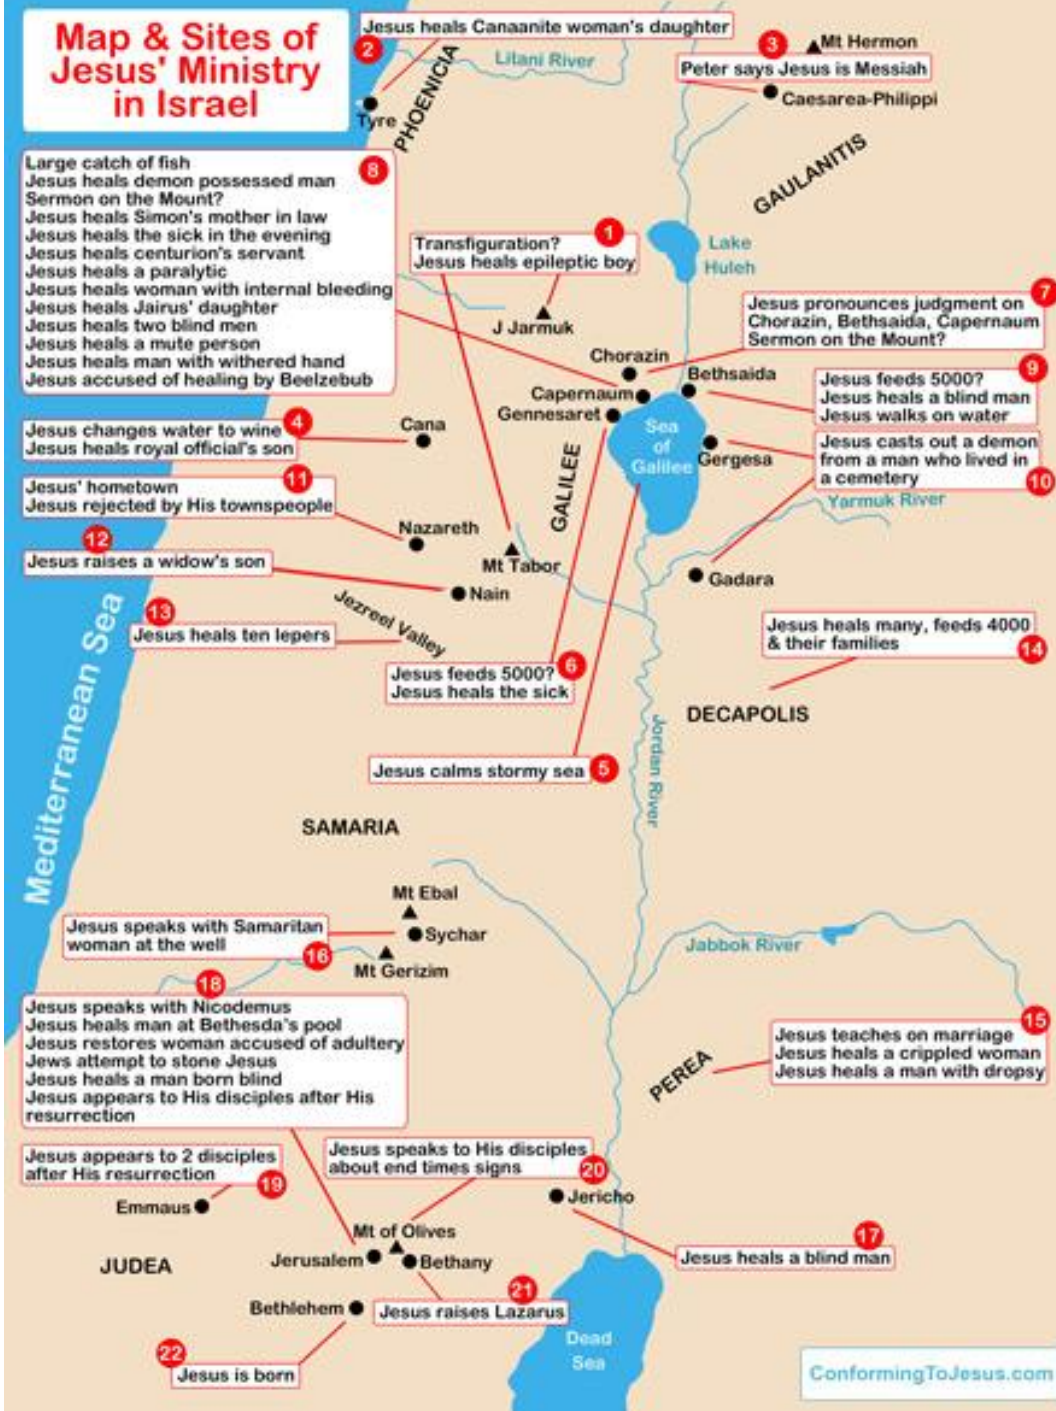 Map & Sites of
Jesus' Ministry
in Israel
Jesus heals Canaanite woman's daughter
2
Litani River
3
Mt Hermon
Peter says Jesus is Messiah
Caesarea-Philippi
Tyre
PHOENICIA
GAULANITIS
8
Large catch of fish
Jesus heals demon possessed man
Sermon on the Mount?
Jesus heals Simon's mother in law
Jesus heals the sick in the evening
Jesus heals centurion's servant
Jesus heals a paralytic
Jesus heals woman with internal bleeding
Jesus heals Jairus' daughter
Jesus heals two blind men
Jesus heals a mute person
Jesus heals man with withered hand
Jesus accused of healing by Beelzebub
1
Transfiguration?
Jesus heals epileptic boy
Lake
Huleh
J Jarmuk
7
Jesus pronounces judgment on
Chorazin, Bethsaida, Capernaum
Sermon on the Mount?
Chorazin
Bethsaida
Capernaum
Gennesaret
9
Jesus feeds 5000?
Jesus heals a blind man
Jesus walks on water
4
Jesus changes water to wine
Jesus heals royal official's son
Cana
Sea
of
Galilee
Gergesa
Jesus casts out a demon
from a man who lived in
a cemetery
10
Yarmuk River
GALILEE
11
Jesus' hometown
Jesus rejected by His townspeople
Nazareth
12
Jesus raises a widow's son
Mt Tabor
Nain
Gadara
13
Jesus heals ten lepers
Jezreel Valley
Jesus heals many, feeds 4000
& their families
14
6
Jesus feeds 5000?
Jesus heals the sick
DECAPOLIS
Jordan River
Jesus calms stormy sea
5
Mediterranean Sea
SAMARIA
Mt Ebal
Jesus speaks with Samaritan
woman at the well
16
Sychar
Mt Gerizim
Jabbok River
18
Jesus speaks with Nicodemus
Jesus heals man at Bethesda's pool
Jesus restores woman accused of adultery
Jews attempt to stone Jesus
Jesus heals a man born blind
Jesus appears to His disciples after His
resurrection
15
Jesus teaches on marriage
Jesus heals a crippled woman
Jesus heals a man with dropsy
PEREA
Jesus appears to 2 disciples
after His resurrection
19
Emmaus
Jesus speaks to His disciples
about end times signs
20
Jericho
Mt of Olives
Jerusalem
Bethany
17
Jesus heals a blind man
JUDEA
21
Jesus raises Lazarus
Bethlehem
22
Jesus is born
Dead
Sea
ConformingToJesus.com